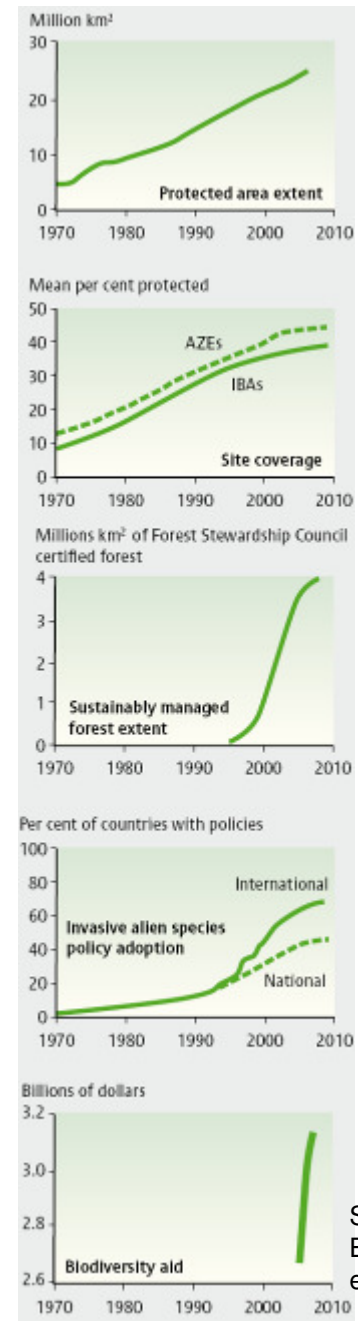 Million km²
30
20
10
0
Protected area extent
1970 1980 1990 2000 2010
Mean per cent protected
50
40
30
20
10
0
AZEs
IBAs
Site coverage
1970 1980 1990 2000 2010
Millions km² of Forest Stewardship Council
certified forest
4
3
2
1
0
Sustainably managed
forest extent
1970 1980 1990 2000 2010
Per cent of countries with policies
100
80
60
40
20
0
International
Invasive alien species
policy adoption
National
1970 1980 1990 2000 2010
Billions of dollars
3.2
3.0
2.8
2.6
Biodiversity aid
1970 1980 1990 2000 2010